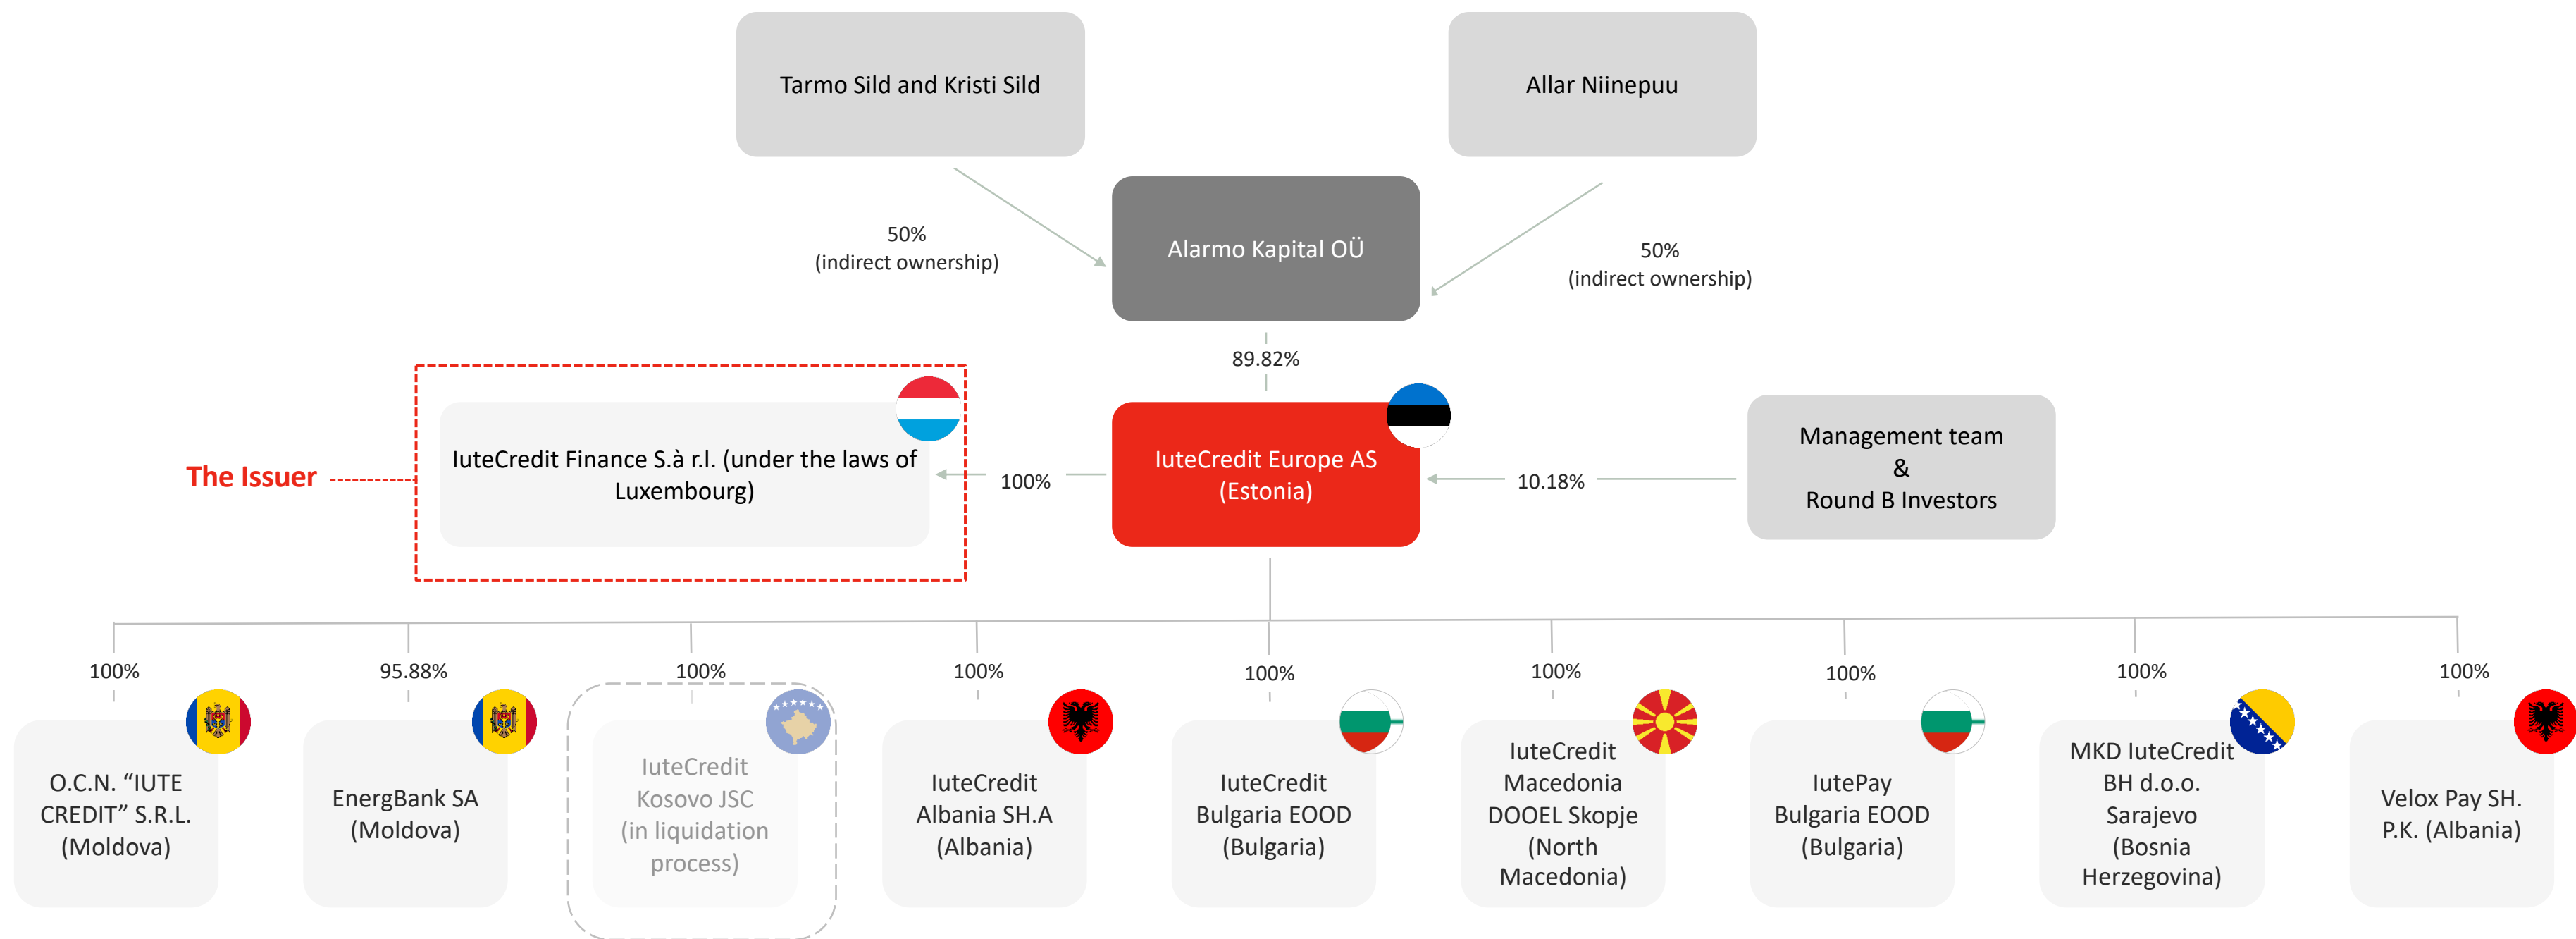 Tarmo Sild and Kristi Sild
Allar Niinepuu
50%
(indirect ownership)
Alarmo Kapital OÜ
50%
(indirect ownership)
89.82%
The Issuer
IuteCredit Finance S.à r.l. (under the laws of
Luxembourg)
100%
IuteCredit Europe AS
(Estonia)
10.18%
Management team
&
Round B Investors
100%
95.88%
100%
100%
100%
100%
100%
100%
100%
O.C.N. “IUTE
CREDIT” S.R.L.
(Moldova)
EnergBank SA
(Moldova)
IuteCredit
Kosovo JSC
(in liquidation
process)
IuteCredit
Albania SH.A
(Albania)
IuteCredit
Bulgaria EOOD
(Bulgaria)
IuteCredit
Macedonia
DOOEL Skopje
(North
Macedonia)
IutePay
Bulgaria EOOD
(Bulgaria)
MKD IuteCredit
BH d.o.o.
Sarajevo
(Bosnia
Herzegovina)
Velox Pay SH.
P.K. (Albania)